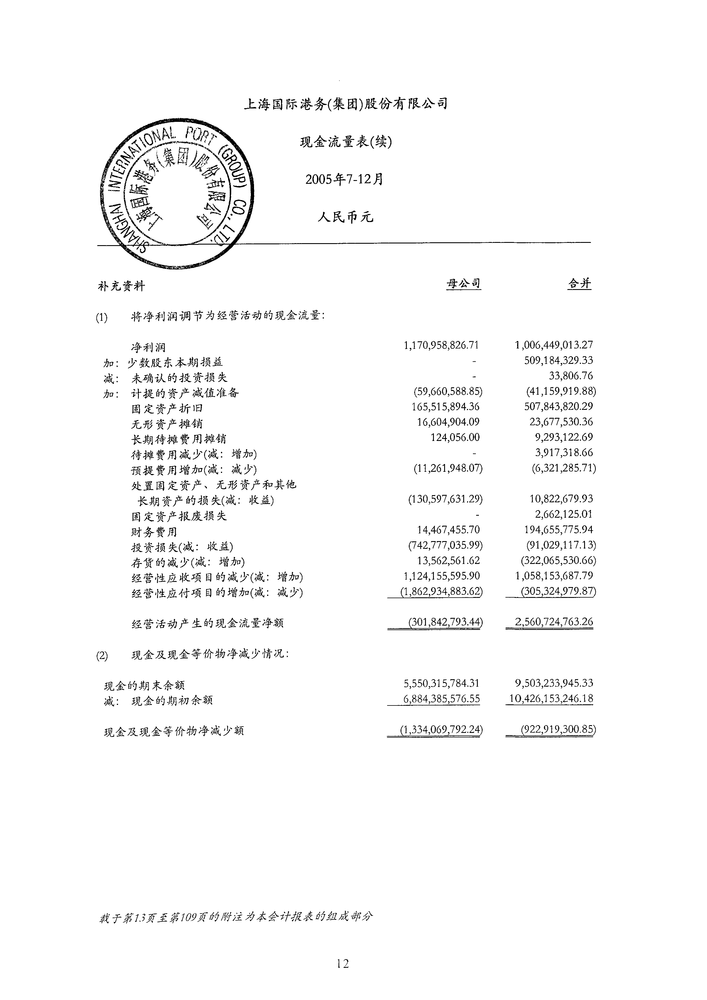 上海国际港务(集团)股份有限公司
现金流量表(续)
2005年7-12月
人民币元
SHANGHAI INTERNATIONAL PORT (GROUP) CO., LTD.
上海国际港务(集团)股份有限公司
补充资料 母公司 合并
(1) 将净利润调节为经营活动的现金流量:
净利润 1,170,958,826.71 1,006,449,013.27
加: 少数股东本期损益 - 509,184,329.33
减: 未确认的投资损失 - 33,806.76
加: 计提的资产减值准备 (59,660,588.85) (41,159,919.88)
固定资产折旧 165,515,894.36 507,843,820.29
无形资产摊销 16,604,904.09 23,677,530.36
长期待摊费用摊销 124,056.00 9,293,122.69
待摊费用减少(减: 增加) - 3,917,318.66
预提费用增加(减: 减少) (11,261,948.07) (6,321,285.71)
处置固定资产、无形资产和其他
长期资产的损失(减: 收益) (130,597,631.29) 10,822,679.93
固定资产报废损失 - 2,662,125.01
财务费用 14,467,455.70 194,655,775.94
投资损失(减: 收益) (742,777,035.99) (91,029,117.13)
存货的减少(减: 增加) 13,562,561.62 (322,065,530.66)
经营性应收项目的减少(减: 增加) 1,124,155,595.90 1,058,153,687.79
经营性应付项目的增加(减: 减少) (1,862,934,883.62) (305,324,979.87)
经营活动产生的现金流量净额 (301,842,793.44) 2,560,724,763.26
(2) 现金及现金等价物净减少情况:
现金的期末余额 5,550,315,784.31 9,503,233,945.33
减: 现金的期初余额 6,884,385,576.55 10,426,153,246.18
现金及现金等价物净减少额 (1,334,069,792.24) (922,919,300.85)
载于第13页至第109页的附注为本会计报表的组成部分
12